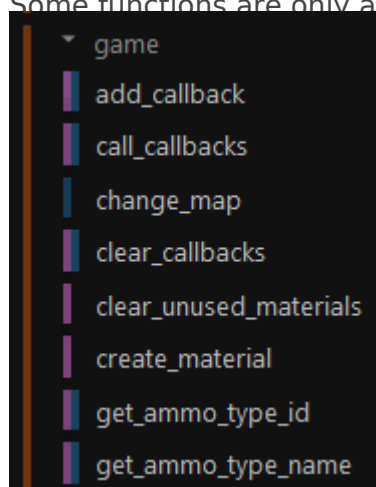 Some functions are only a
game
add_callback
call_callbacks
change_map
clear_callbacks
clear_unused_materials
create_material
get_ammo_type_id
get_ammo_type_name